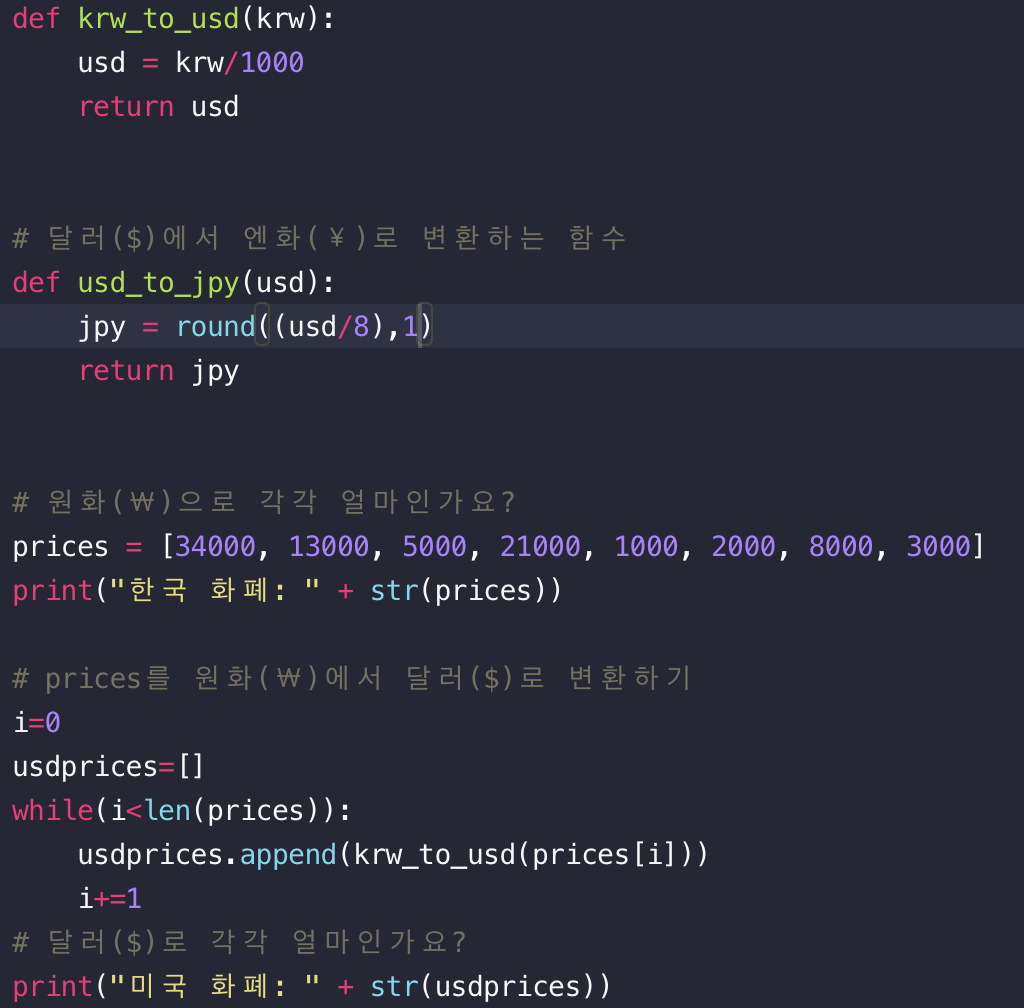 def krw_to_usd(krw):
    usd = krw/1000
    return usd
# 달러($)에서 엔화(¥)로 변환하는 함수
def usd_to_jpy(usd):
    jpy = round((usd/8),1)
    return jpy
# 원화(₩)으로 각각 얼마인가요?
prices = [34000, 13000, 5000, 21000, 1000, 2000, 8000, 3000]
print("한국 화폐: " + str(prices))
# prices를 원화(₩)에서 달러($)로 변환하기
i=0
usdprices=[]
while(i<len(prices)):
    usdprices.append(krw_to_usd(prices[i]))
    i+=1
# 달러($)로 각각 얼마인가요?
print("미국 화폐: " + str(usdprices))